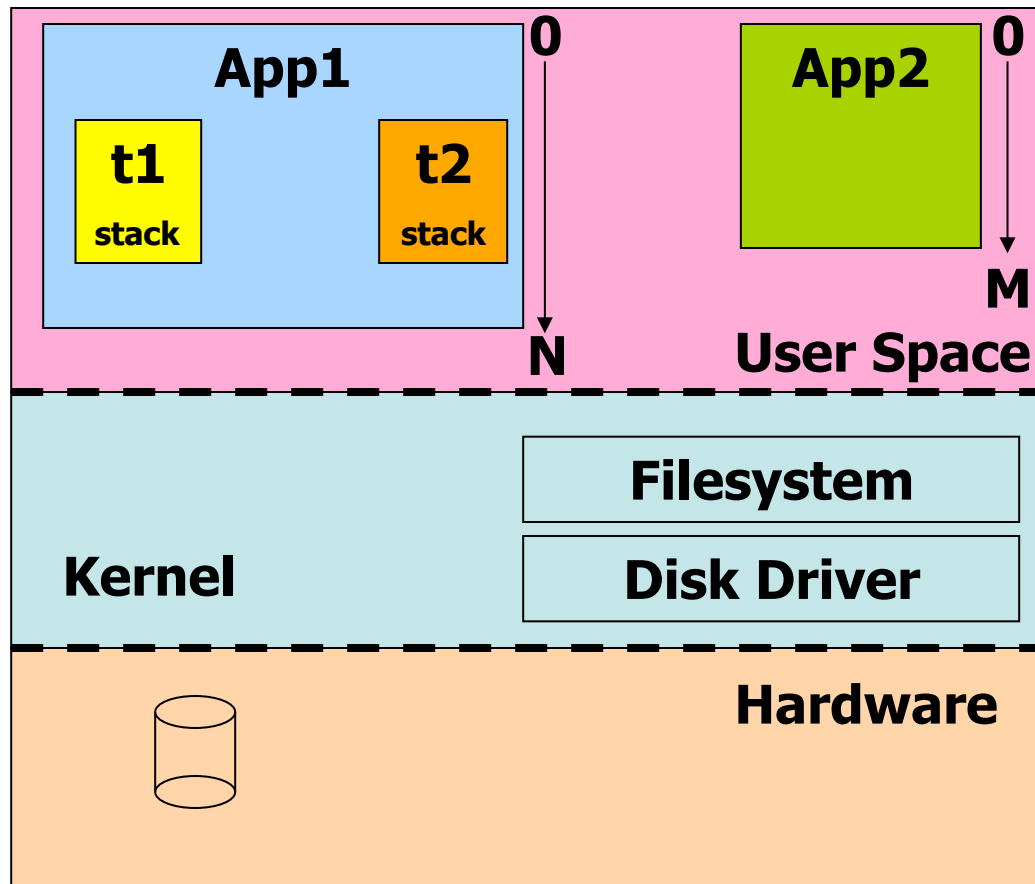 App1
0
App2
0
t1
stack
t2
stack
N
M
User Space
Filesystem
Kernel
Disk Driver
Hardware